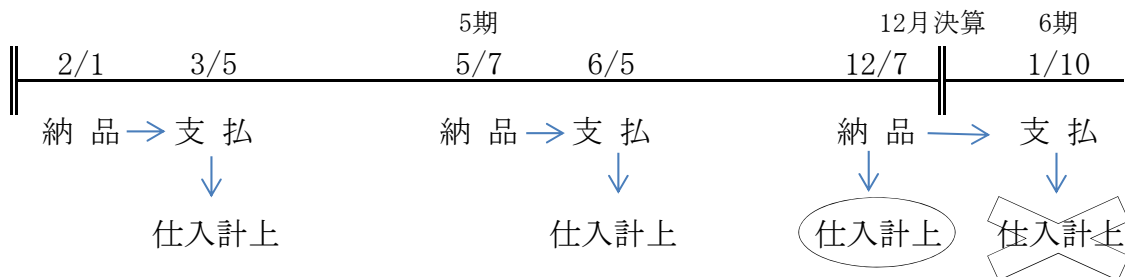 5期 12月決算 6期
2/1 3/5 5/7 6/5 12/7 1/10
納品 支払 納品 支払 納品 支払
仕入計上 仕入計上 仕入計上 仕入計上